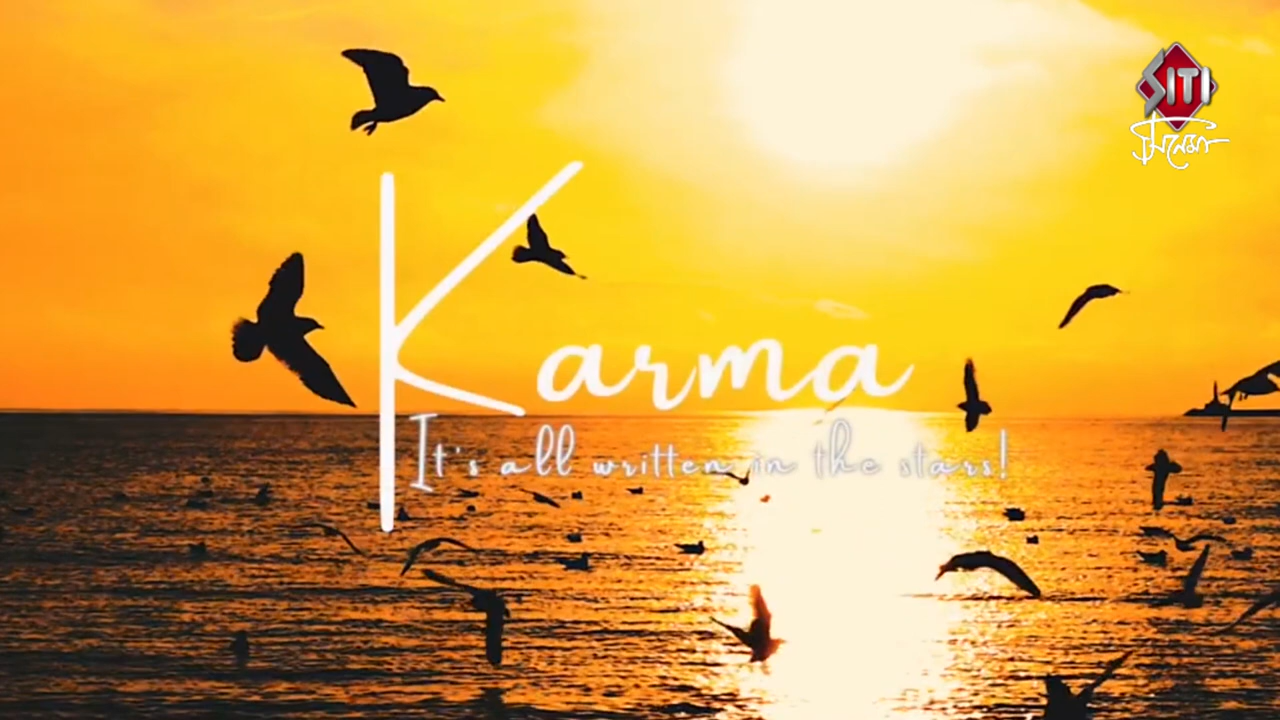 SITI
সিনেমা
Karma
It's all written in the stars!